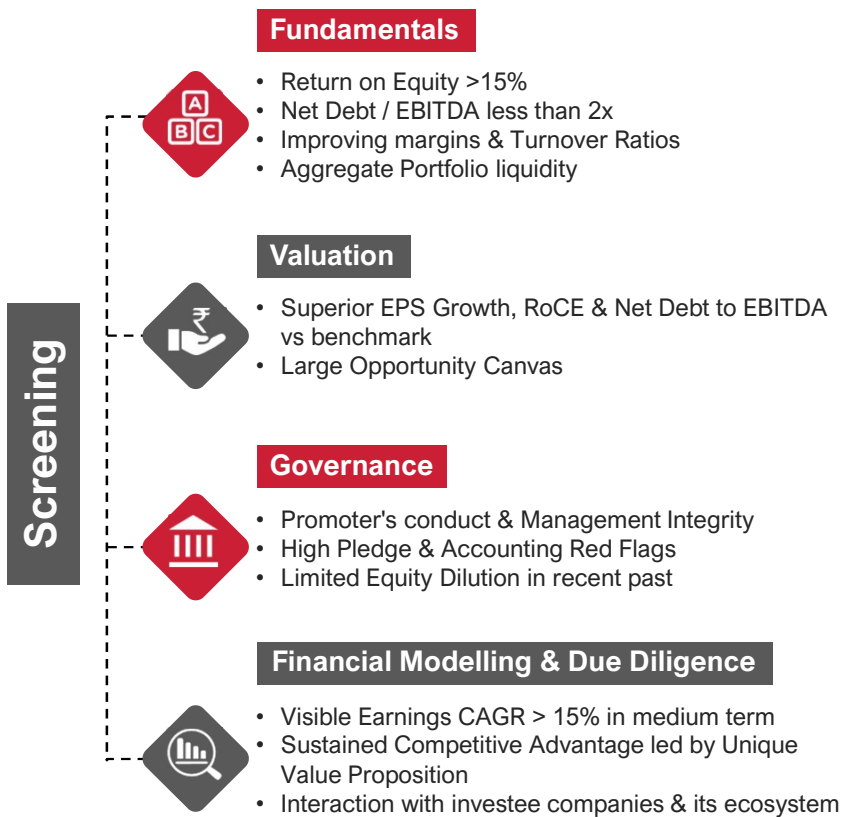 Screening
Fundamentals
A
B C
• Return on Equity >15%
• Net Debt / EBITDA less than 2x
• Improving margins & Turnover Ratios
• Aggregate Portfolio liquidity
Valuation
₹
• Superior EPS Growth, RoCE & Net Debt to EBITDA
vs benchmark
• Large Opportunity Canvas
Governance
• Promoter's conduct & Management Integrity
• High Pledge & Accounting Red Flags
• Limited Equity Dilution in recent past
Financial Modelling & Due Diligence
• Visible Earnings CAGR > 15% in medium term
• Sustained Competitive Advantage led by Unique
Value Proposition
• Interaction with investee companies & its ecosystem